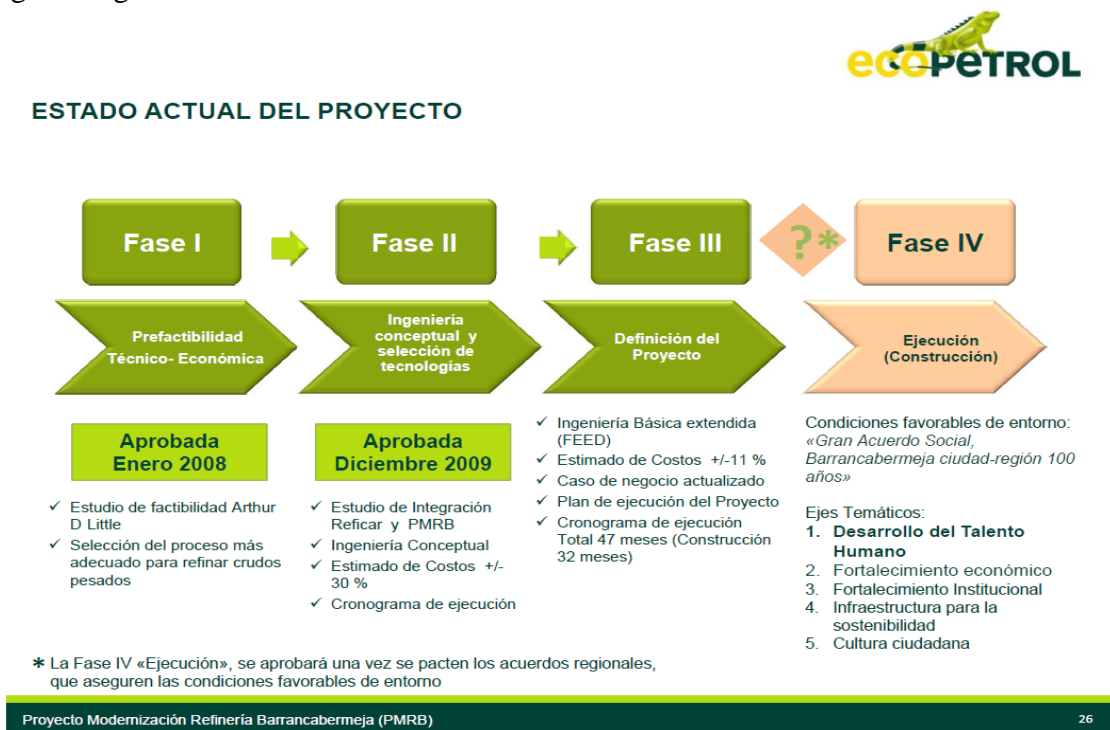 ecopetrol
ESTADO ACTUAL DEL PROYECTO
Fase I
Fase II
Fase III
?*
Fase IV
Prefactibilidad
Técnico- Económica
Ingeniería
conceptual y
selección de
tecnologías
Definición del
Proyecto
Ejecución
(Construcción)
Aprobada
Enero 2008
✓ Estudio de factibilidad Arthur
D Little
✓ Selección del proceso más
adecuado para refinar crudos
pesados
Aprobada
Diciembre 2009
✓ Estudio de Integración
Reficar y PMRB
✓ Ingeniería Conceptual
✓ Estimado de Costos +/-
30 %
✓ Cronograma de ejecución
✓ Ingeniería Básica extendida
(FEED)
✓ Estimado de Costos +/-11 %
✓ Caso de negocio actualizado
✓ Plan de ejecución del Proyecto
✓ Cronograma de ejecución
Total 47 meses (Construcción
32 meses)
Condiciones favorables de entorno:
«Gran Acuerdo Social,
Barrancabermeja ciudad-región 100
años»
Ejes Temáticos:
1. Desarrollo del Talento
Humano
2. Fortalecimiento económico
3. Fortalecimiento Institucional
4. Infraestructura para la
sostenibilidad
5. Cultura ciudadana
* La Fase IV «Ejecución», se aprobará una vez se pacten los acuerdos regionales,
que aseguren las condiciones favorables de entorno
Proyecto Modernización Refinería Barrancabermeja (PMRB)
26